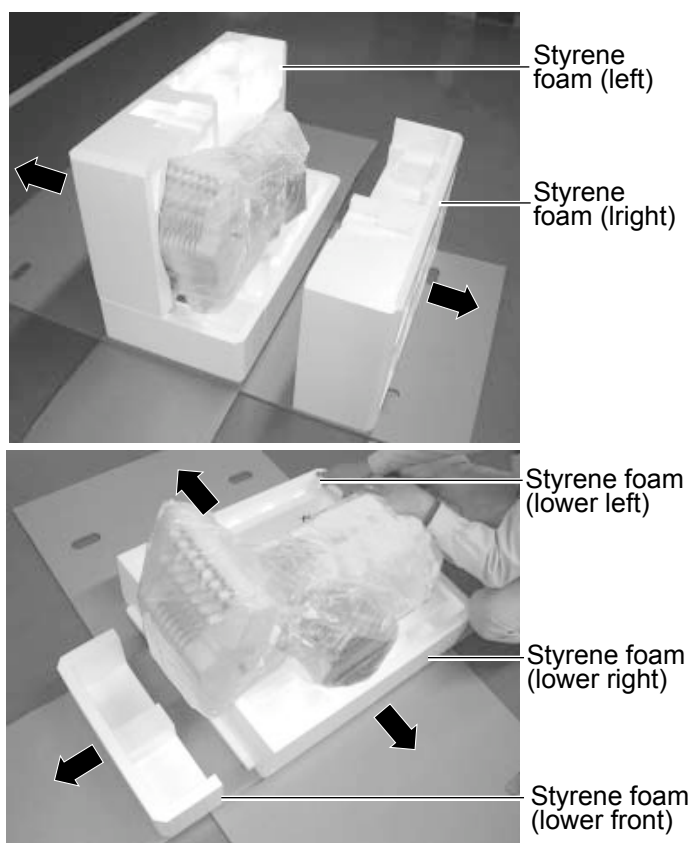 Styrene
foam (left)
Styrene
foam (lright)
Styrene foam
(lower left)
Styrene foam
(lower right)
Styrene foam
(lower front)